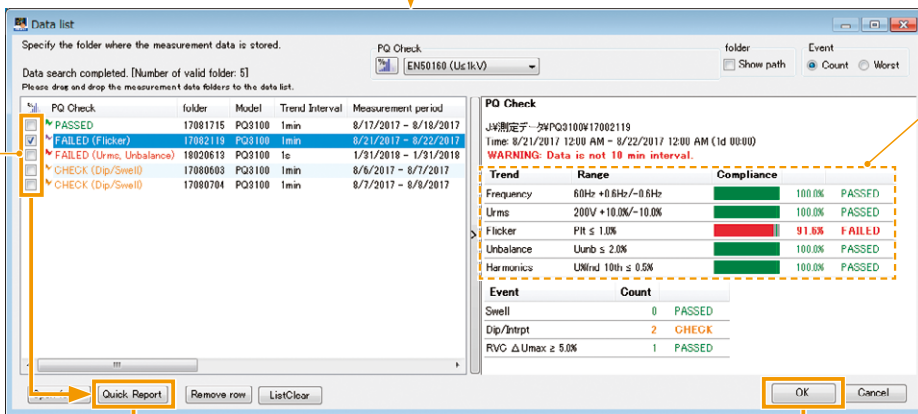 Data list
Specify the folder where the measurement data is stored.
Data search completed. [Number of valid folder: 5]
Please drag and drop the measurement data folders to the data list.
PQ Check
EN50160 (U≤1kV)
folder
Show path
Event
Count Worst
PQ Check folder Model Trend Interval Measurement period
PASSED 17081715 PQ3100 1min 8/17/2017 - 8/18/2017
FAILED (Flicker) 17082119 PQ3100 1min 8/21/2017 - 8/22/2017
FAILED (Urms, Unbalance) 18020613 PQ3100 1s 1/31/2018 - 1/31/2018
CHECK (Dip/Swell) 17080603 PQ3100 1min 8/6/2017 - 8/7/2017
CHECK (Dip/Swell) 17080704 PQ3100 1min 8/7/2017 - 8/8/2017
PQ Check
J:¥測定データ¥PQ3100¥17082119
Time: 8/21/2017 12:00 AM - 8/22/2017 12:00 AM (1d 00:00)
WARNING: Data is not 10 min interval.
Trend Range Compliance
Frequency 60Hz +0.6Hz/-0.6Hz 100.0% PASSED
Urms 200V +10.0%/-10.0% 100.0% PASSED
Flicker Plt ≤ 1.0% 91.6% FAILED
Unbalance Uunb ≤ 2.0% 100.0% PASSED
Harmonics U%fnd 10th ≤ 0.5% 100.0% PASSED
Event Count
Swell 0 PASSED
Dip/Intrpt 2 CHECK
RVC ΔUmax ≥ 5.0% 1 PASSED
Quick Report Remove row ListClear
OK Cancel